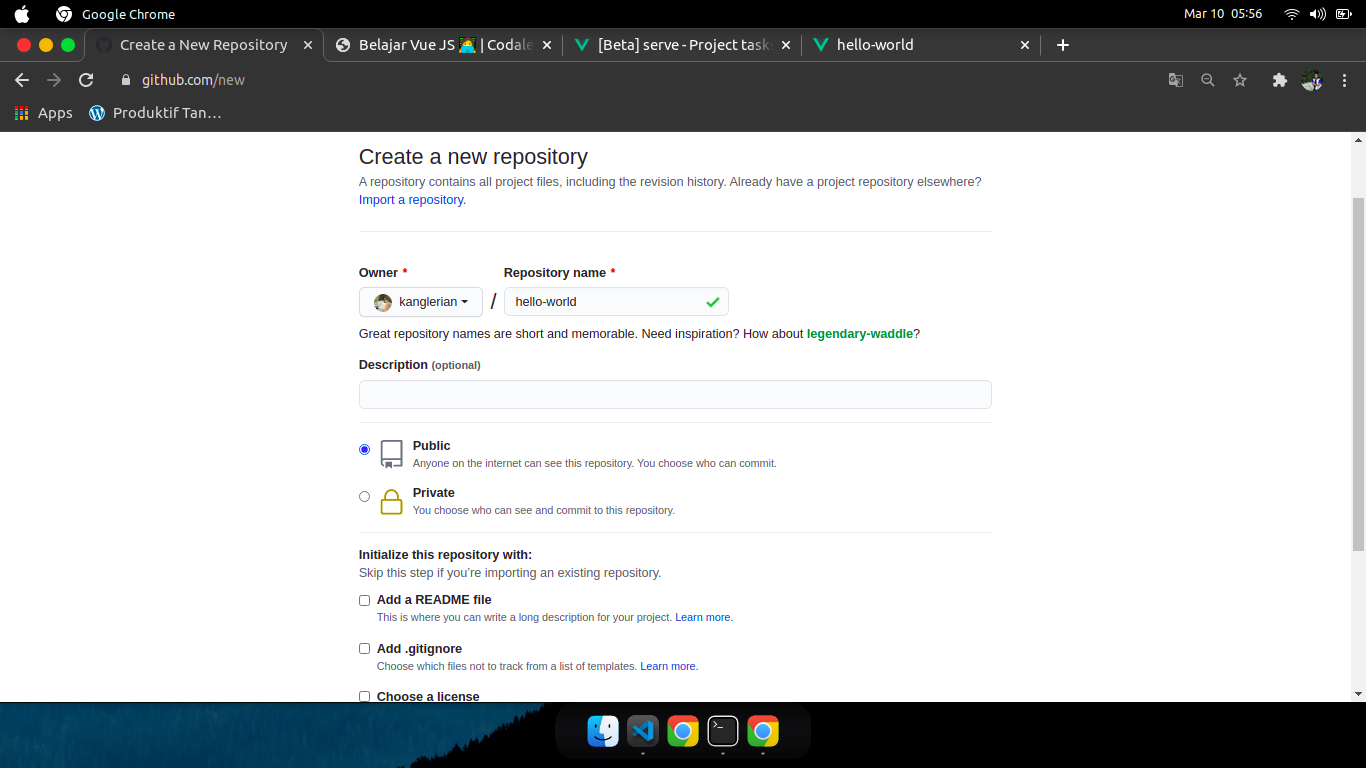 Google Chrome
Mar 10 05:56
Create a New Repository
Belajar Vue JS | Codale
[Beta] serve - Project task
hello-world
github.com/new
Apps
Produktif Tan…
Create a new repository
A repository contains all project files, including the revision history. Already have a project repository elsewhere?
Import a repository.
Owner * Repository name *
kanglerian / hello-world
Great repository names are short and memorable. Need inspiration? How about legendary-waddle?
Description (optional)
Public
Anyone on the internet can see this repository. You choose who can commit.
Private
You choose who can see and commit to this repository.
Initialize this repository with:
Skip this step if you're importing an existing repository.
Add a README file
This is where you can write a long description for your project. Learn more.
Add .gitignore
Choose which files not to track from a list of templates. Learn more.
Choose a license